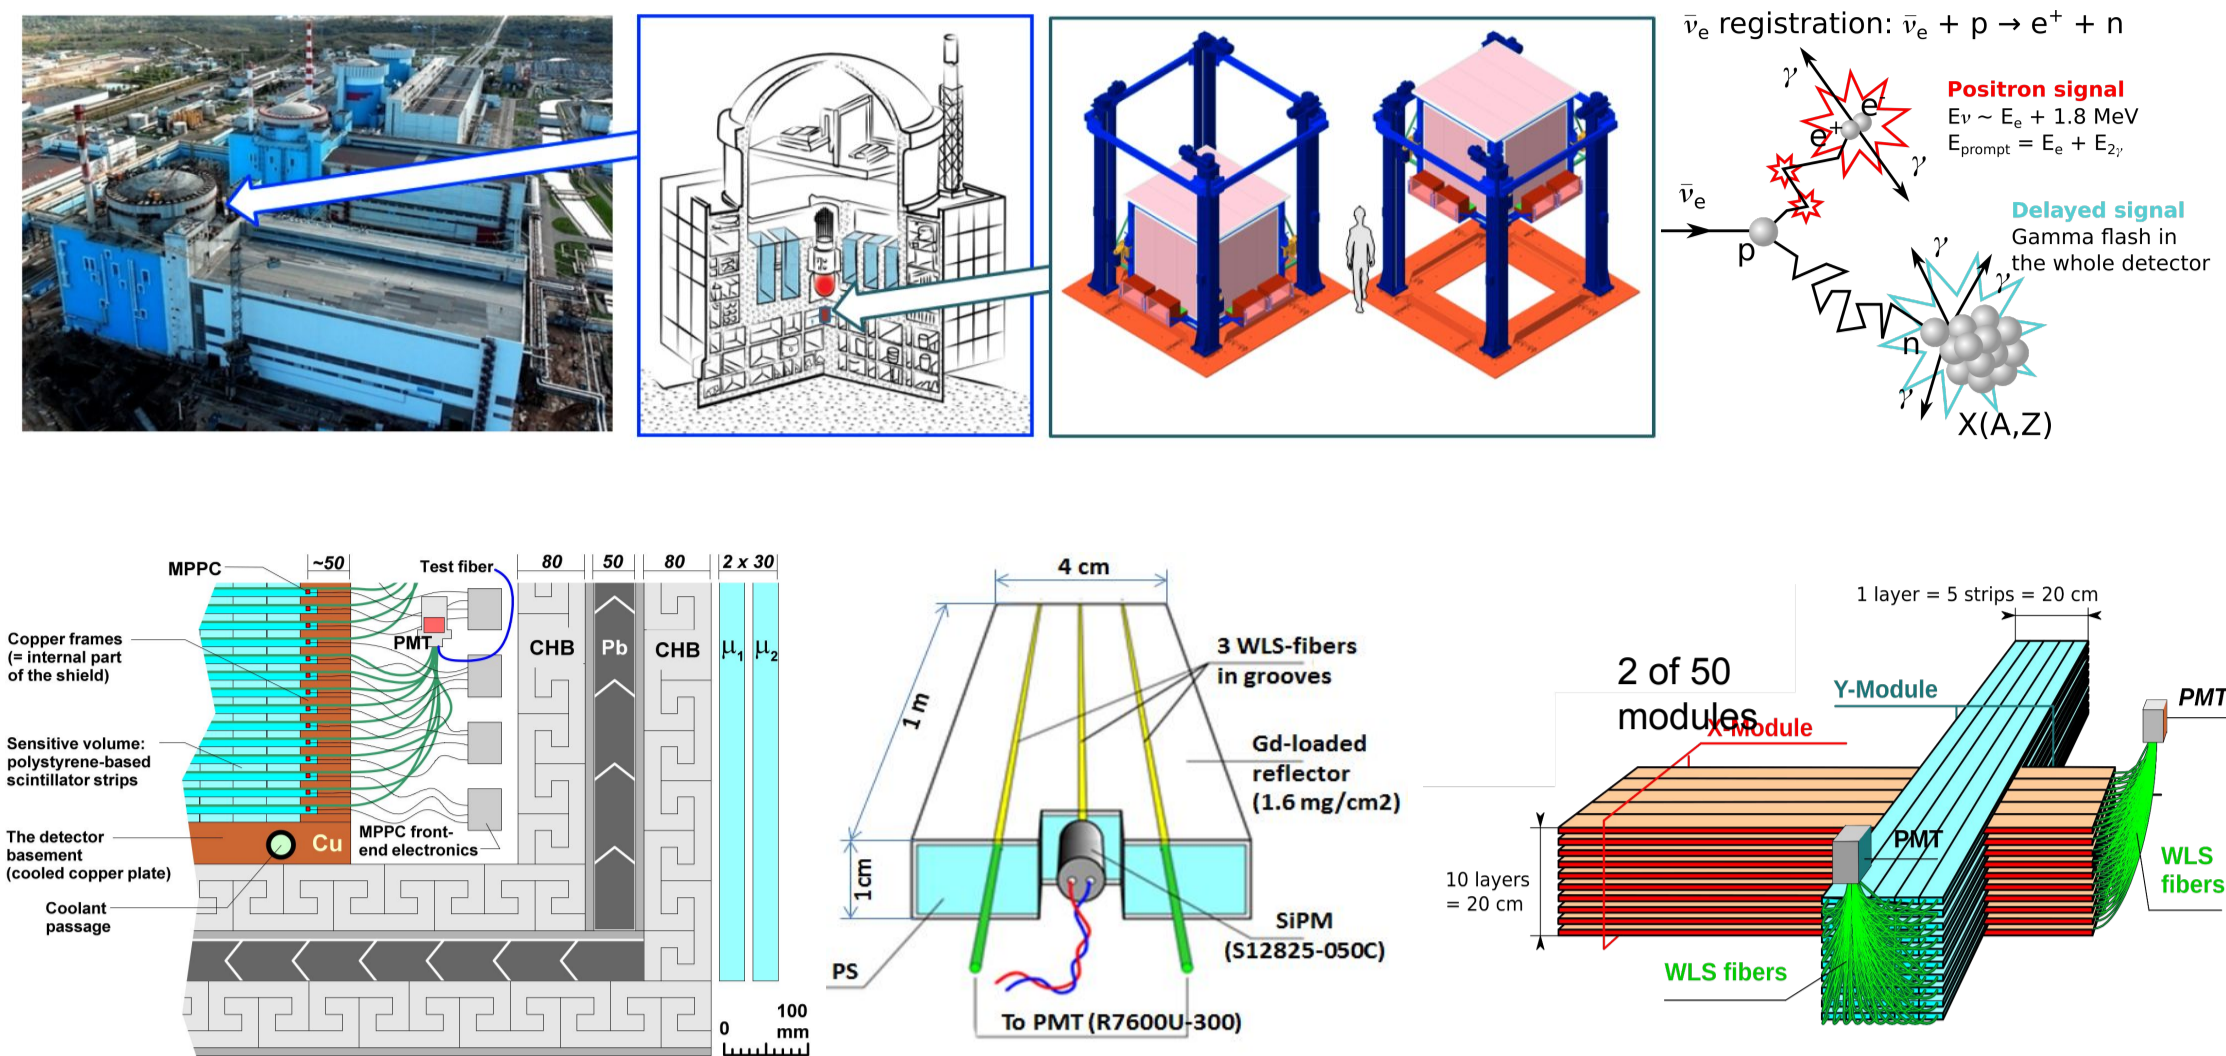 ν̄e registration: ν̄e + p → e⁺ + n
γ
e⁻
e⁺
γ
Positron signal
Eν ~ Ee + 1.8 MeV
Eprompt = Ee + E2γ
ν̄e
p
Delayed signal
Gamma flash in
the whole detector
γ
γ
n
γ
X(A,Z)
MPPC
~50
Test fiber
80
50
80
2 x 30
PMT
CHB
Pb
CHB
μ1
μ2
Copper frames
(= internal part
of the shield)
Sensitive volume:
polystyrene-based
scintillator strips
The detector
basement
(cooled copper plate)
Cu
MPPC front-
end electronics
Coolant
passage
0
100
mm
4 cm
1 m
3 WLS-fibers
in grooves
Gd-loaded
reflector
(1.6 mg/cm2)
1cm
SiPM
(S12825-050C)
PS
To PMT (R7600U-300)
1 layer = 5 strips = 20 cm
2 of 50
modules
Y-Module
X-Module
PMT
PMT
10 layers
= 20 cm
WLS
fibers
WLS fibers